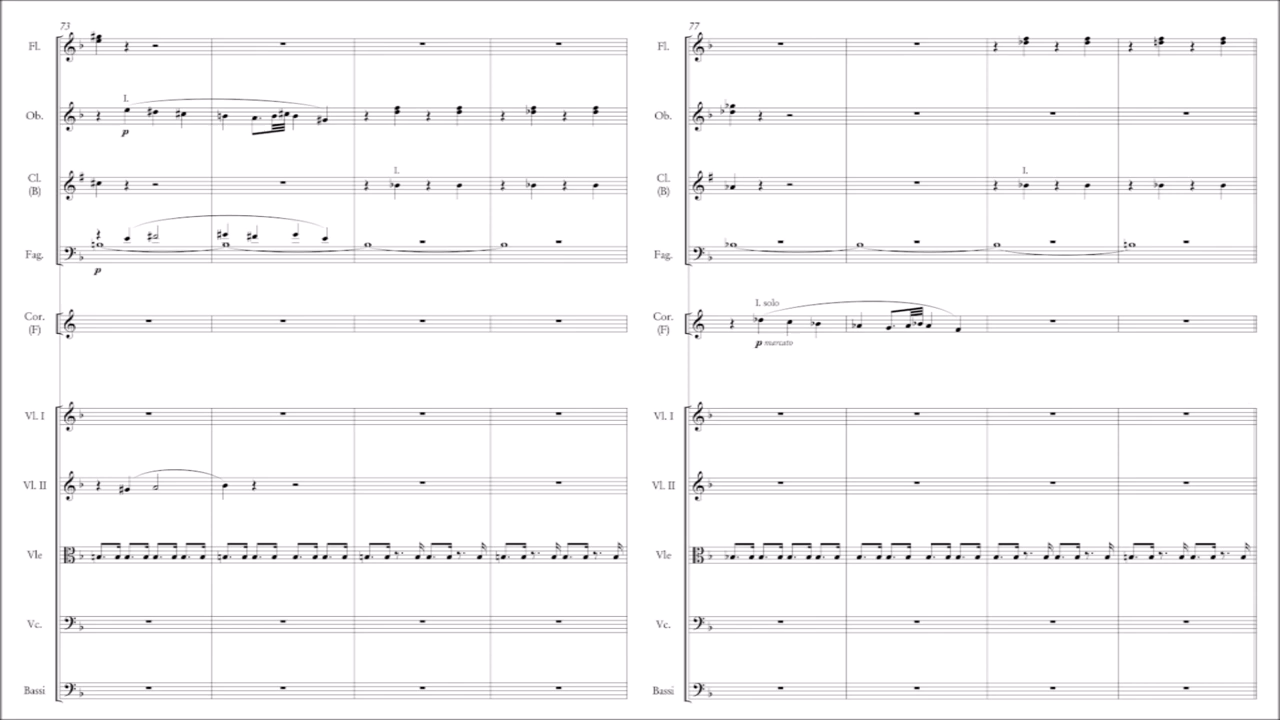 73
Fl.
I.
Ob.
p
Cl.
(B)
I.
Fag.
p
Cor.
(F)
Vl. I
Vl. II
Vle
Vc.
Bassi
77
Fl.
Ob.
Cl.
(B)
I.
Fag.
I. solo
Cor.
(F)
p marcato
Vl. I
Vl. II
Vle
Vc.
Bassi